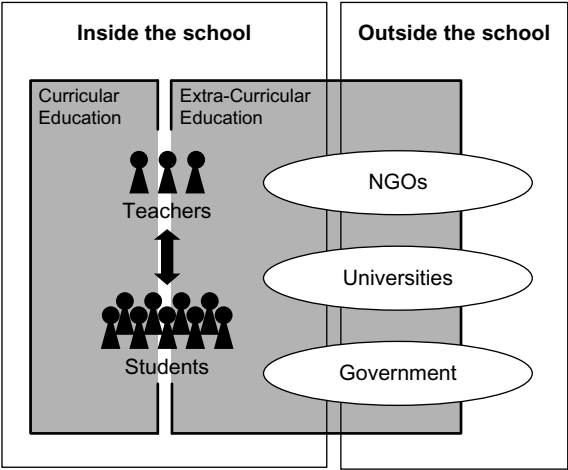 Inside the school
Outside the school
Curricular
Education
Extra-Curricular
Education
Teachers
NGOs
Universities
Students
Government